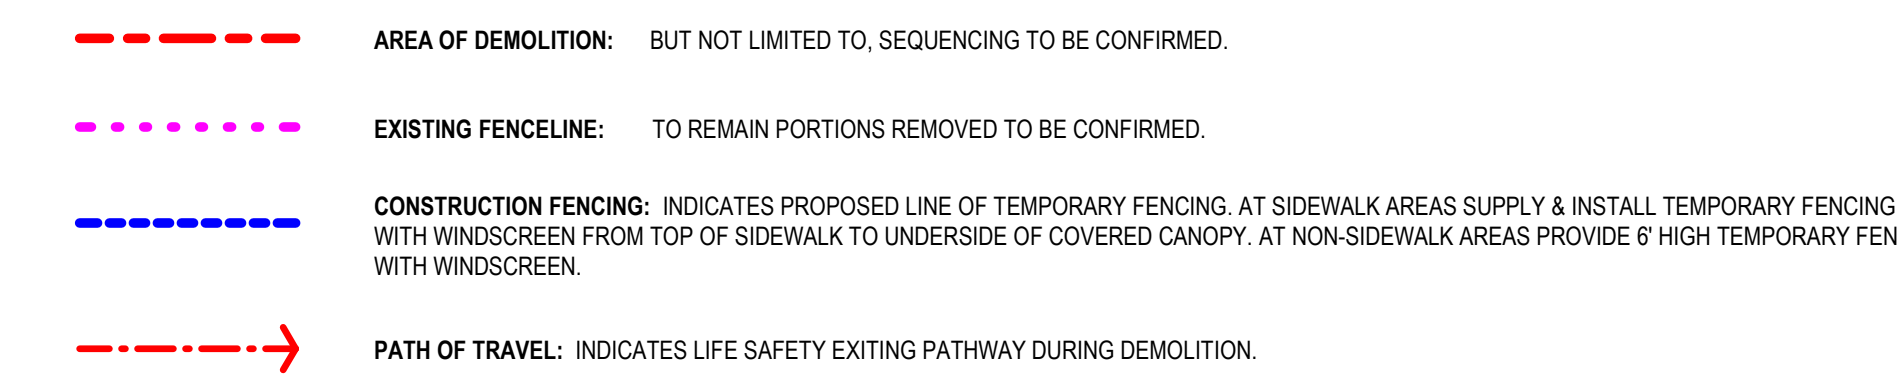 AREA OF DEMOLITION: BUT NOT LIMITED TO, SEQUENCING TO BE CONFIRMED.
EXISTING FENCELINE: TO REMAIN PORTIONS REMOVED TO BE CONFIRMED.
CONSTRUCTION FENCING: INDICATES PROPOSED LINE OF TEMPORARY FENCING. AT SIDEWALK AREAS SUPPLY & INSTALL TEMPORARY FENCING
WITH WINDSCREEN FROM TOP OF SIDEWALK TO UNDERSIDE OF COVERED CANOPY. AT NON-SIDEWALK AREAS PROVIDE 6' HIGH TEMPORARY FEN
WITH WINDSCREEN.
PATH OF TRAVEL: INDICATES LIFE SAFETY EXITING PATHWAY DURING DEMOLITION.